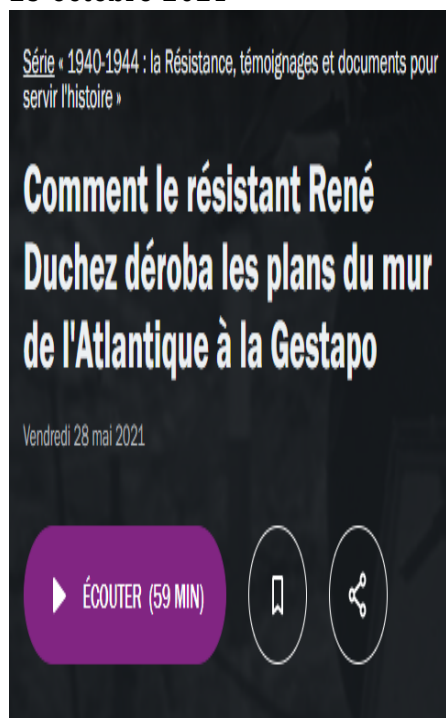 Série « 1940-1944 : la Résistance, témoignages et documents pour
servir l'histoire »
Comment le résistant René
Duchez déroba les plans du mur
de l'Atlantique à la Gestapo
Vendredi 28 mai 2021
ÉCOUTER (59 MIN)